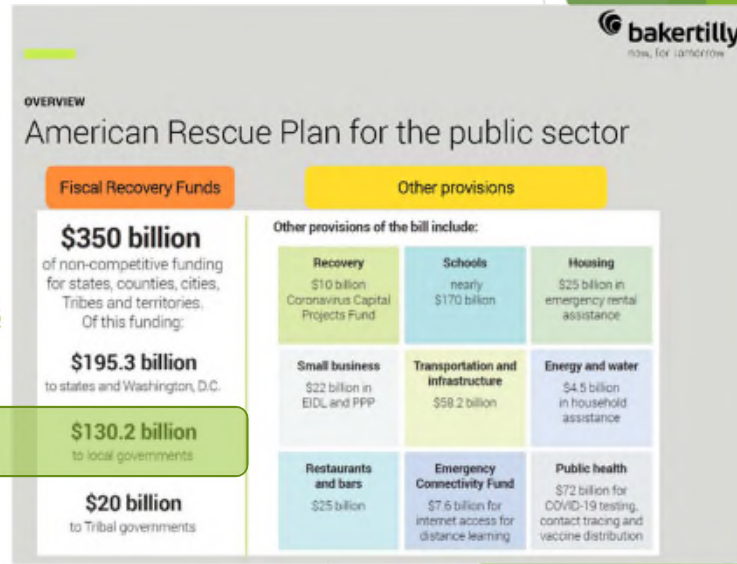 bakertilly
now, for tomorrow
OVERVIEW
American Rescue Plan for the public sector
Fiscal Recovery Funds
$350 billion
of non-competitive funding
for states, counties, cities,
Tribes and territories.
Of this funding:
$195.3 billion
to states and Washington, D.C.
$130.2 billion
to local governments
$20 billion
to Tribal governments
Other provisions
Other provisions of the bill include:
Recovery
$10 billion
Coronavirus Capital
Projects Fund
Schools
nearly
$170 billion
Housing
$25 billion in
emergency rental
assistance
Small business
$22 billion in
EIDL and PPP
Transportation and
infrastructure
$58.2 billion
Energy and water
$4.5 billion
in household
assistance
Restaurants
and bars
$25 billion
Emergency
Connectivity Fund
$7.6 billion for
internet access for
distance learning
Public health
$72 billion for
COVID-19 testing,
contact tracing and
vaccine distribution